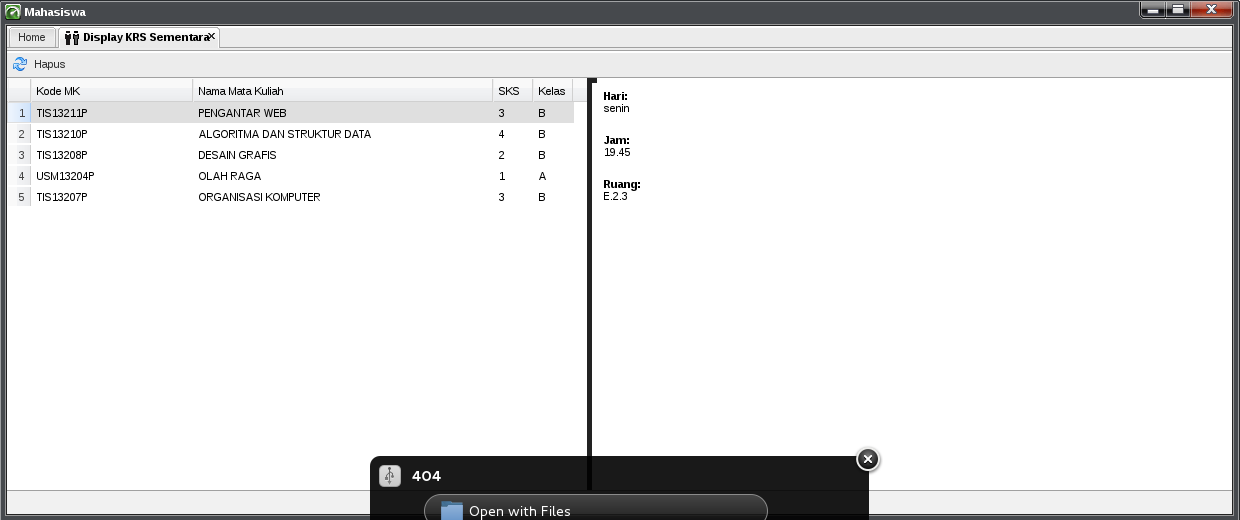 Mahasiswa
Home Display KRS Sementara
Hapus
Kode MK Nama Mata Kuliah SKS Kelas
1 TIS13211P PENGANTAR WEB 3 B
2 TIS13210P ALGORITMA DAN STRUKTUR DATA 4 B
3 TIS13208P DESAIN GRAFIS 2 B
4 USM13204P OLAH RAGA 1 A
5 TIS13207P ORGANISASI KOMPUTER 3 B
Hari:
senin
Jam:
19.45
Ruang:
E.2.3
404
Open with Files